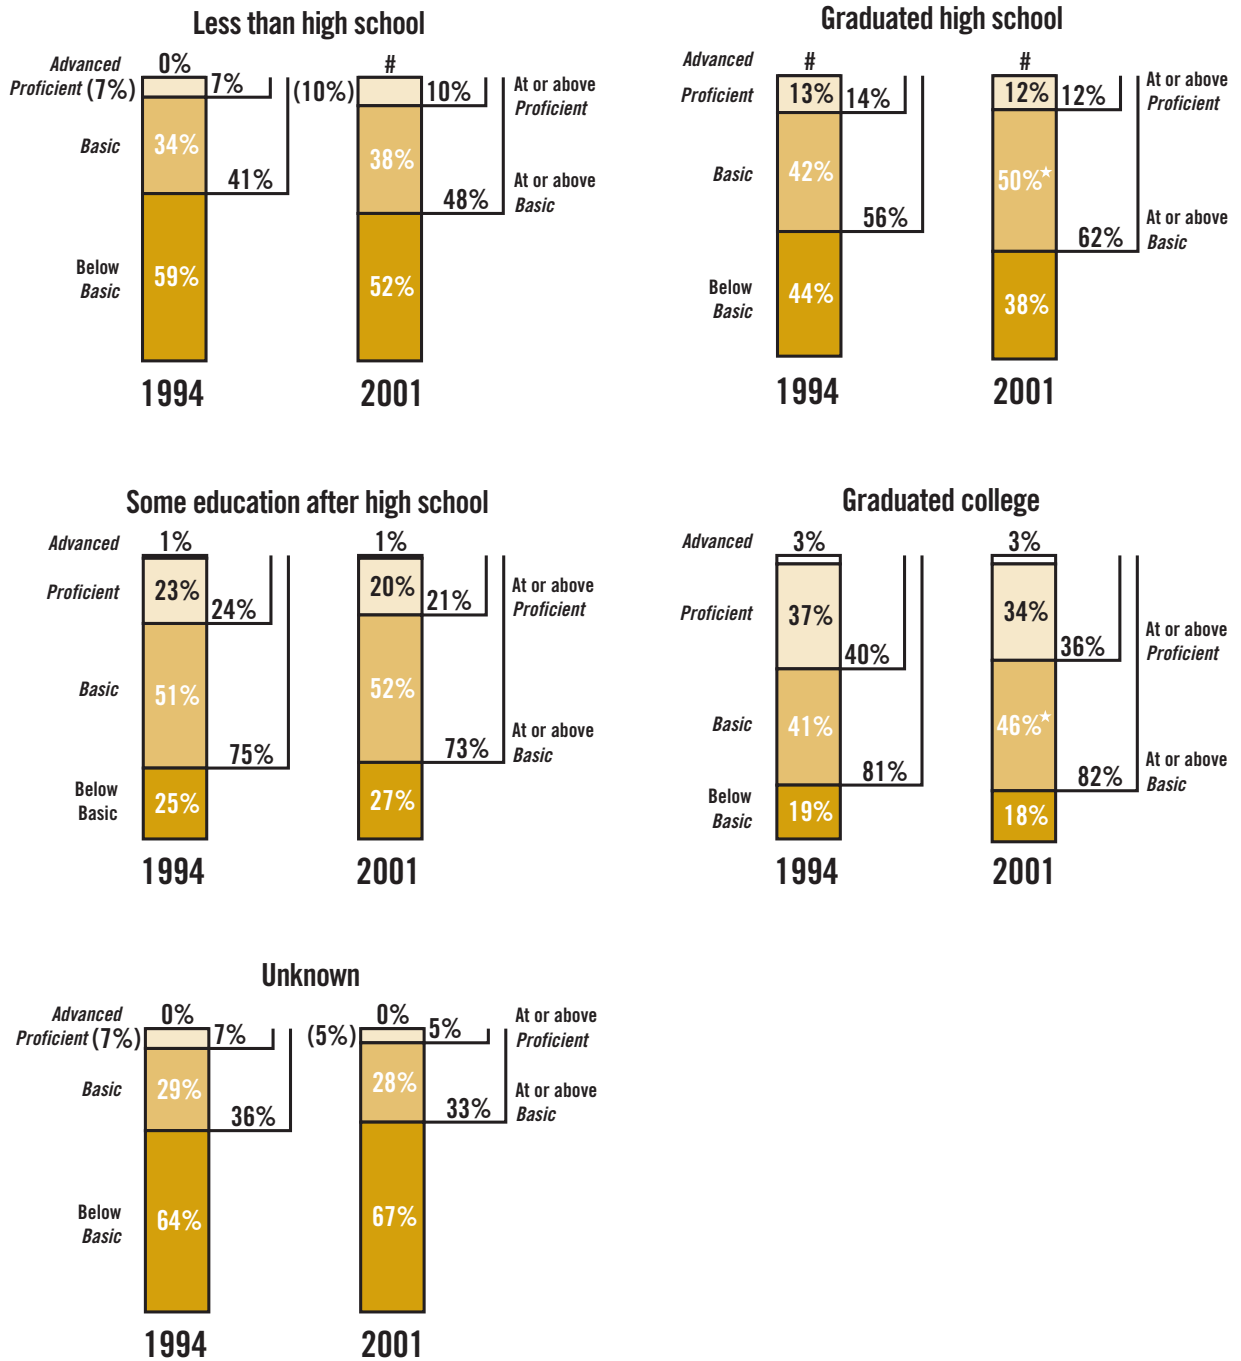 Less than high school
Advanced 0% #
Proficient (7%) 7% (10%) 10% At or above
Proficient
Basic 34% 38%
41% 48% At or above
Basic
Below
Basic 59% 52%
1994 2001
Graduated high school
Advanced # #
Proficient 13% 14% 12% 12% At or above
Proficient
Basic 42% 50%★
56% 62% At or above
Basic
Below
Basic 44% 38%
1994 2001
Some education after high school
Advanced 1% 1%
Proficient 23% 24% 20% 21% At or above
Proficient
Basic 51% 52%
75% 73% At or above
Basic
Below
Basic 25% 27%
1994 2001
Graduated college
Advanced 3% 3%
Proficient 37% 34%
40% 36% At or above
Proficient
Basic 41% 46%★
81% 82% At or above
Basic
Below
Basic 19% 18%
1994 2001
Unknown
Advanced 0% 0% At or above
Proficient (7%) 7% (5%) 5% Proficient
Basic 29% 28%
36% 33% At or above
Basic
Below
Basic 64% 67%
1994 2001